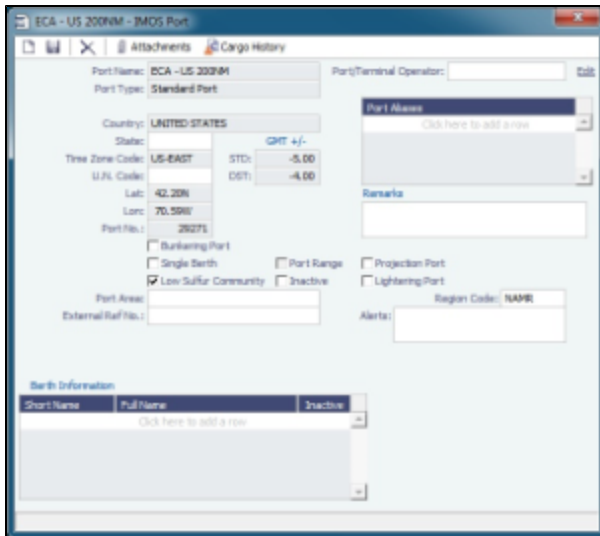 ECA - US 200NM - IMOS Port
Attachments Cargo History
Port Name: ECA - US 200NM Port/Terminal Operator: Edit
Port Type: Standard Port
Port Aliases
Country: UNITED STATES Click here to add a row
State: GMT +/-
Time Zone Code: US-EAST STD: -5.00
U.N. Code: DST: -4.00
Lat: 42.20N Remarks
Lon: 70.59W
Port No.: 29271
Bunkering Port
Single Berth Port Range Projection Port
Low Sulfur Community Inactive Lightering Port
Port Area: Region Code: NAMR
External Ref No.: Alerts:
Berth Information
Short Name Full Name Inactive
Click here to add a row